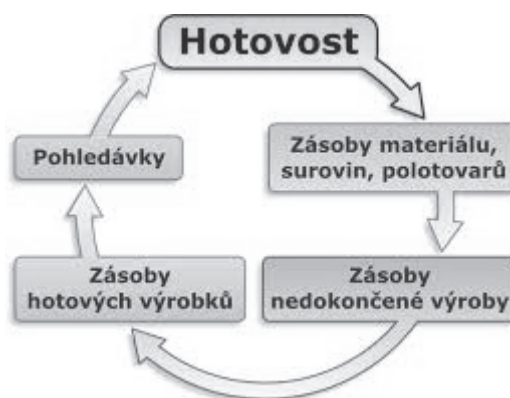 Hotovost
Zásoby materiálu,
surovin, polotovarů
Zásoby
nedokončené výroby
Zásoby
hotových výrobků
Pohledávky